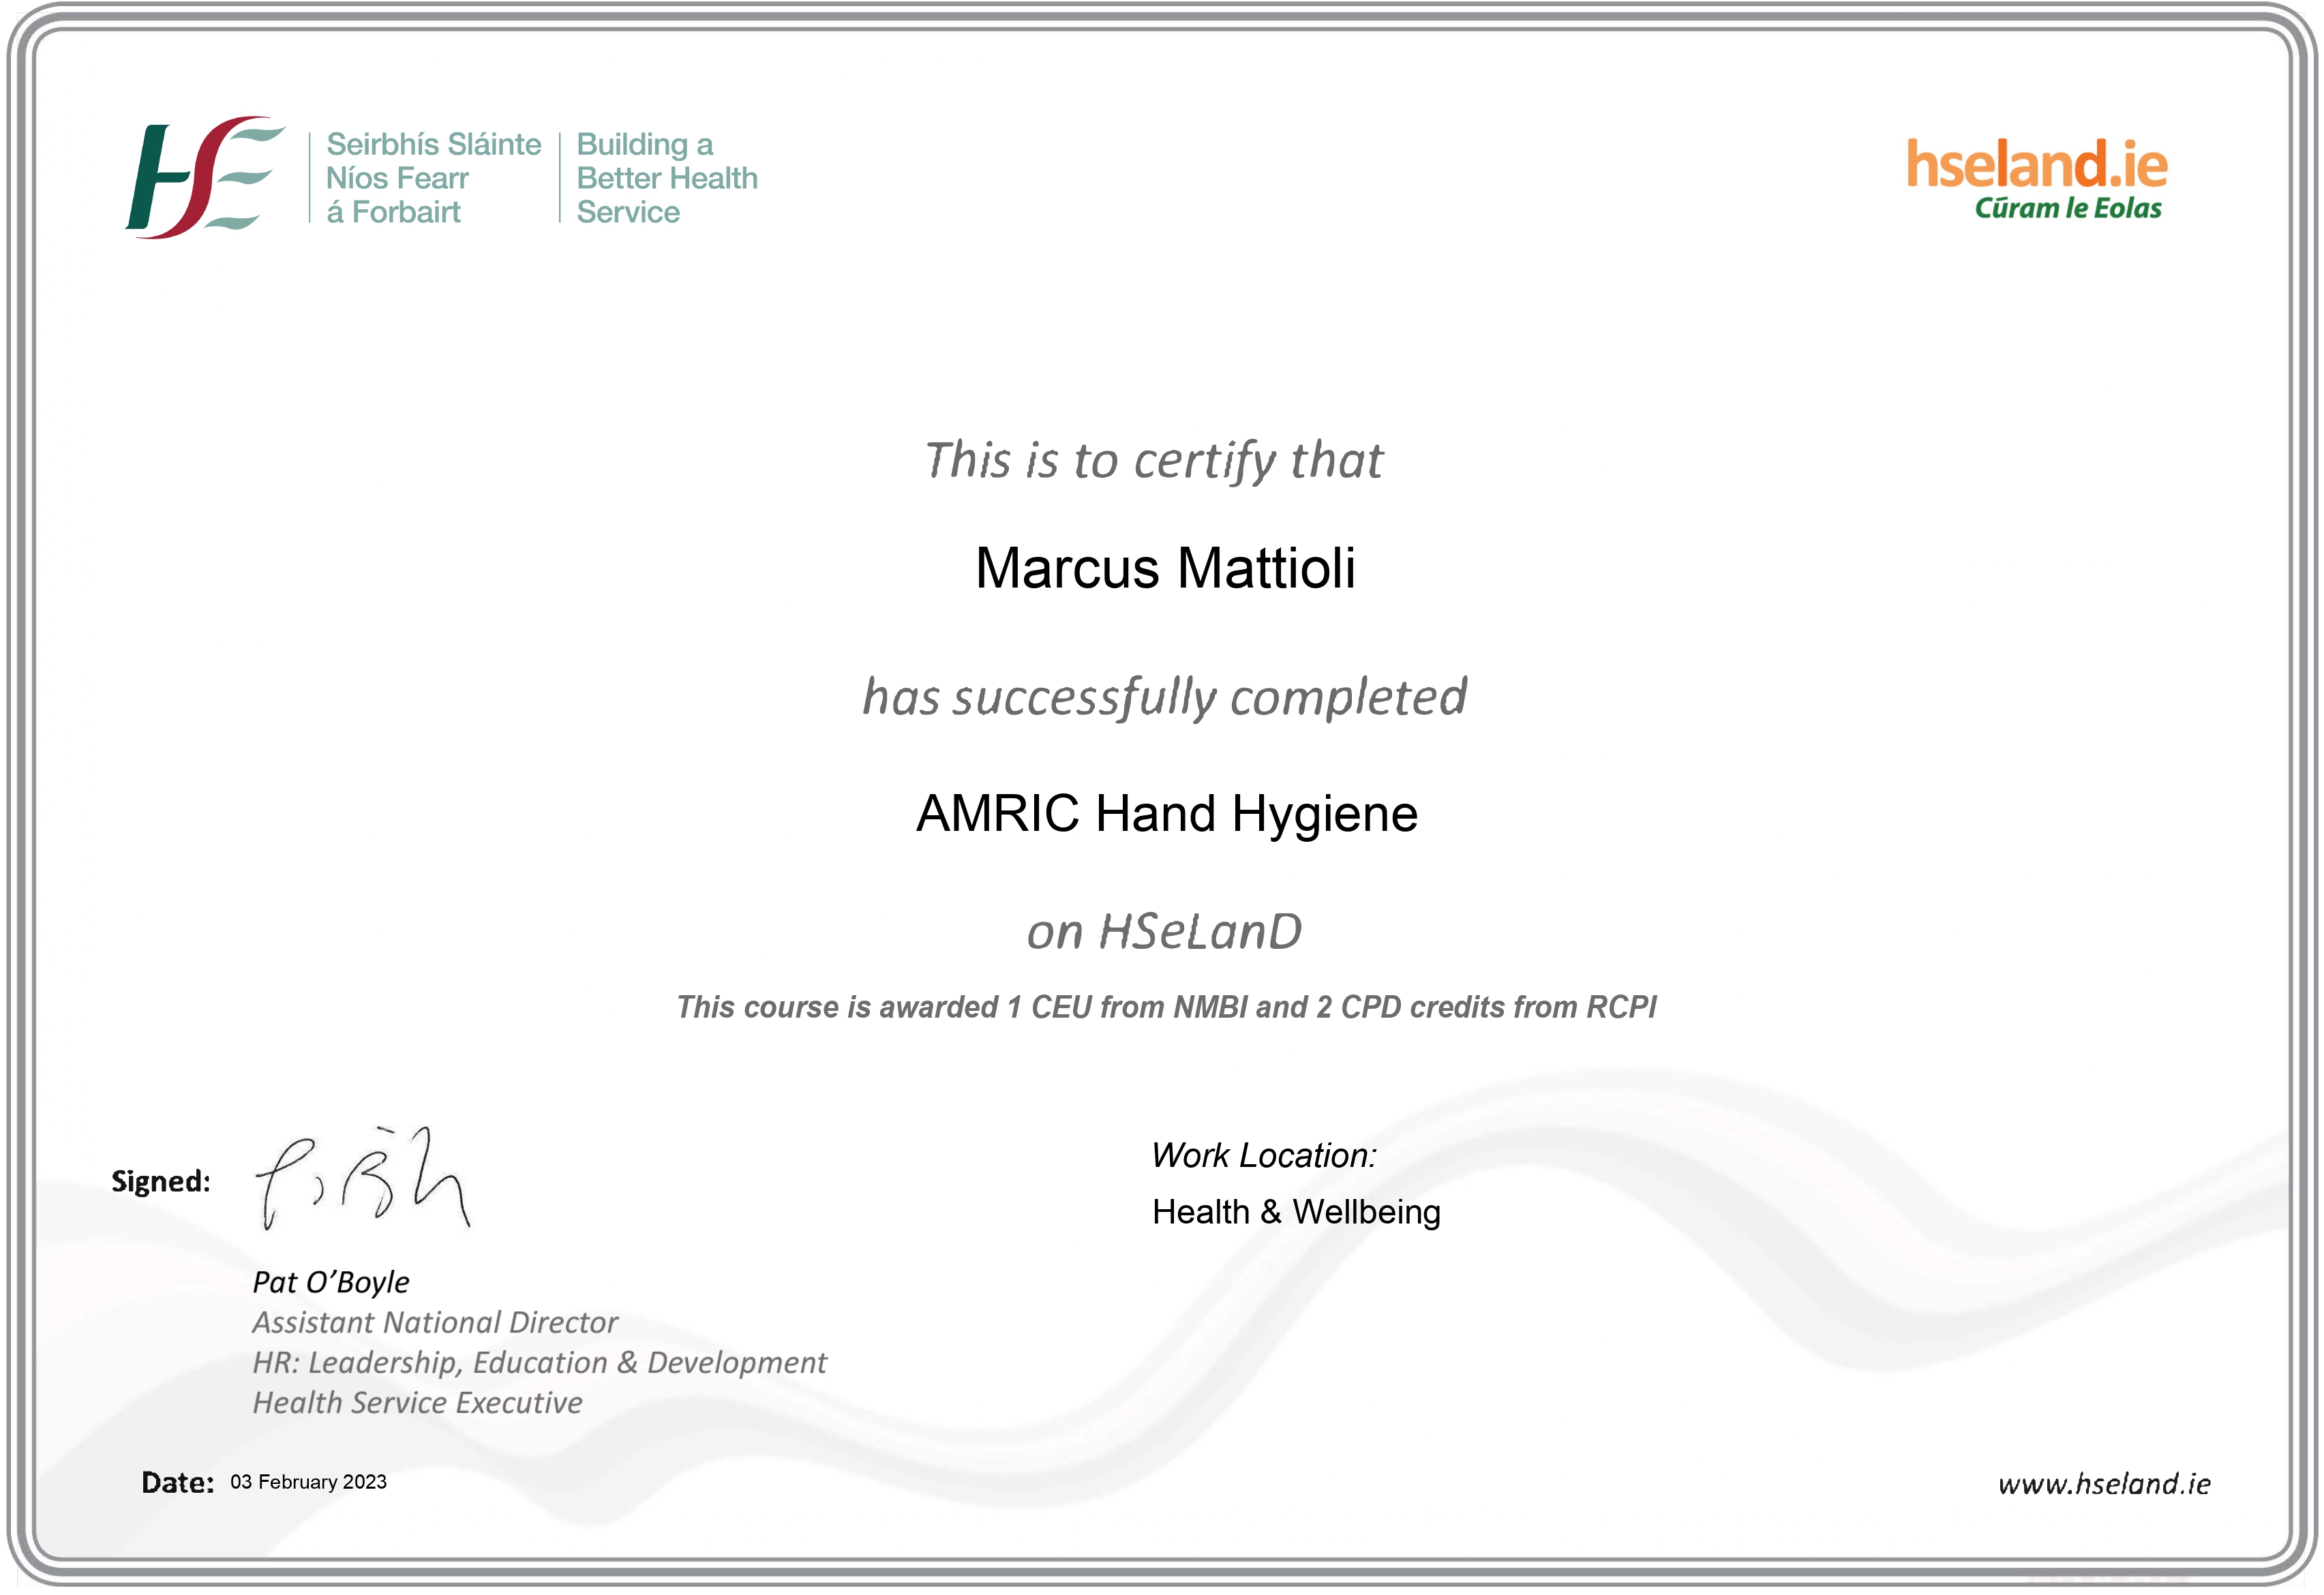 HSE
Seirbhís Sláinte
Níos Fearr
á Forbairt
Building a
Better Health
Service
hseland.ie
Cúram le Eolas
This is to certify that
Marcus Mattioli
has successfully completed
AMRIC Hand Hygiene
on HSeLanD
This course is awarded 1 CEU from NMBI and 2 CPD credits from RCPI
Signed:
Pat O’Boyle
Assistant National Director
HR: Leadership, Education & Development
Health Service Executive
Work Location:
Health & Wellbeing
Date: 03 February 2023
www.hseland.ie